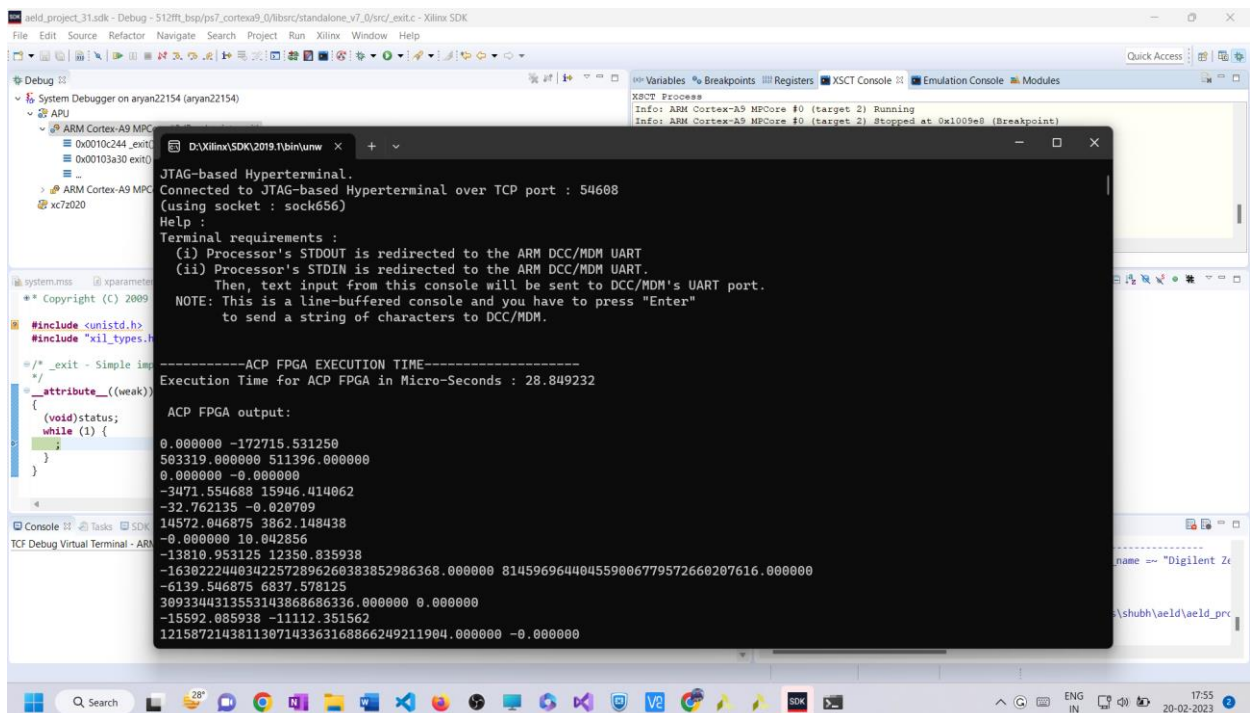 aeld_project_31.sdk - Debug - 512fft_bsp/ps7_cortexa9_0/libsrc/standalone_v7_0/src/_exit.c - Xilinx SDK
File Edit Source Refactor Navigate Search Project Run Xilinx Window Help
Quick Access
Debug
Variables Breakpoints Registers XSCT Console Emulation Console Modules
System Debugger on aryan22154 (aryan22154)
APU
ARM Cortex-A9 MPC
0x0010c244 _exit()
0x00103a30 exit()
...
ARM Cortex-A9 MPC
xc7z020
XSCT Process
Info: ARM Cortex-A9 MPCore #0 (target 2) Running
Info: ARM Cortex-A9 MPCore #0 (target 2) Stopped at 0x1009e8 (Breakpoint)
D:\Xilinx\SDK\2019.1\bin\unw
JTAG-based Hyperterminal.
Connected to JTAG-based Hyperterminal over TCP port : 54608
(using socket : sock656)
Help :
Terminal requirements :
(i) Processor's STDOUT is redirected to the ARM DCC/MDM UART
(ii) Processor's STDIN is redirected to the ARM DCC/MDM UART.
Then, text input from this console will be sent to DCC/MDM's UART port.
NOTE: This is a line-buffered console and you have to press "Enter"
to send a string of characters to DCC/MDM.
-----------ACP FPGA EXECUTION TIME--------------------
Execution Time for ACP FPGA in Micro-Seconds : 28.849232
ACP FPGA output:
0.000000 -172715.531250
503319.000000 511396.000000
0.000000 -0.000000
-3471.554688 15946.414062
-32.762135 -0.020709
14572.046875 3862.148438
-0.000000 10.042856
-13810.953125 12350.835938
-163022244034225728962603838529863​68.000000 8145969644045590067795726602​07616.000000
-6139.546875 6837.578125
3093344313553143868686336.000000 0.000000
-15592.085938 -11112.351562
121587214381130714336316886624921​1904.000000 -0.000000
system.mss xparameter
* Copyright (C) 2009
#include <unistd.h>
#include "xil_types.h
/* _exit - Simple imp
*/
__attribute__((weak))
{
(void)status;
while (1) {
;
}
}
Console Tasks SDK
TCF Debug Virtual Terminal - ARM
_name =~ "Digilent Ze
s\shubh\aeld\aeld_prc
Search
28°
SDK
ENG
IN
17:55
20-02-2023
2